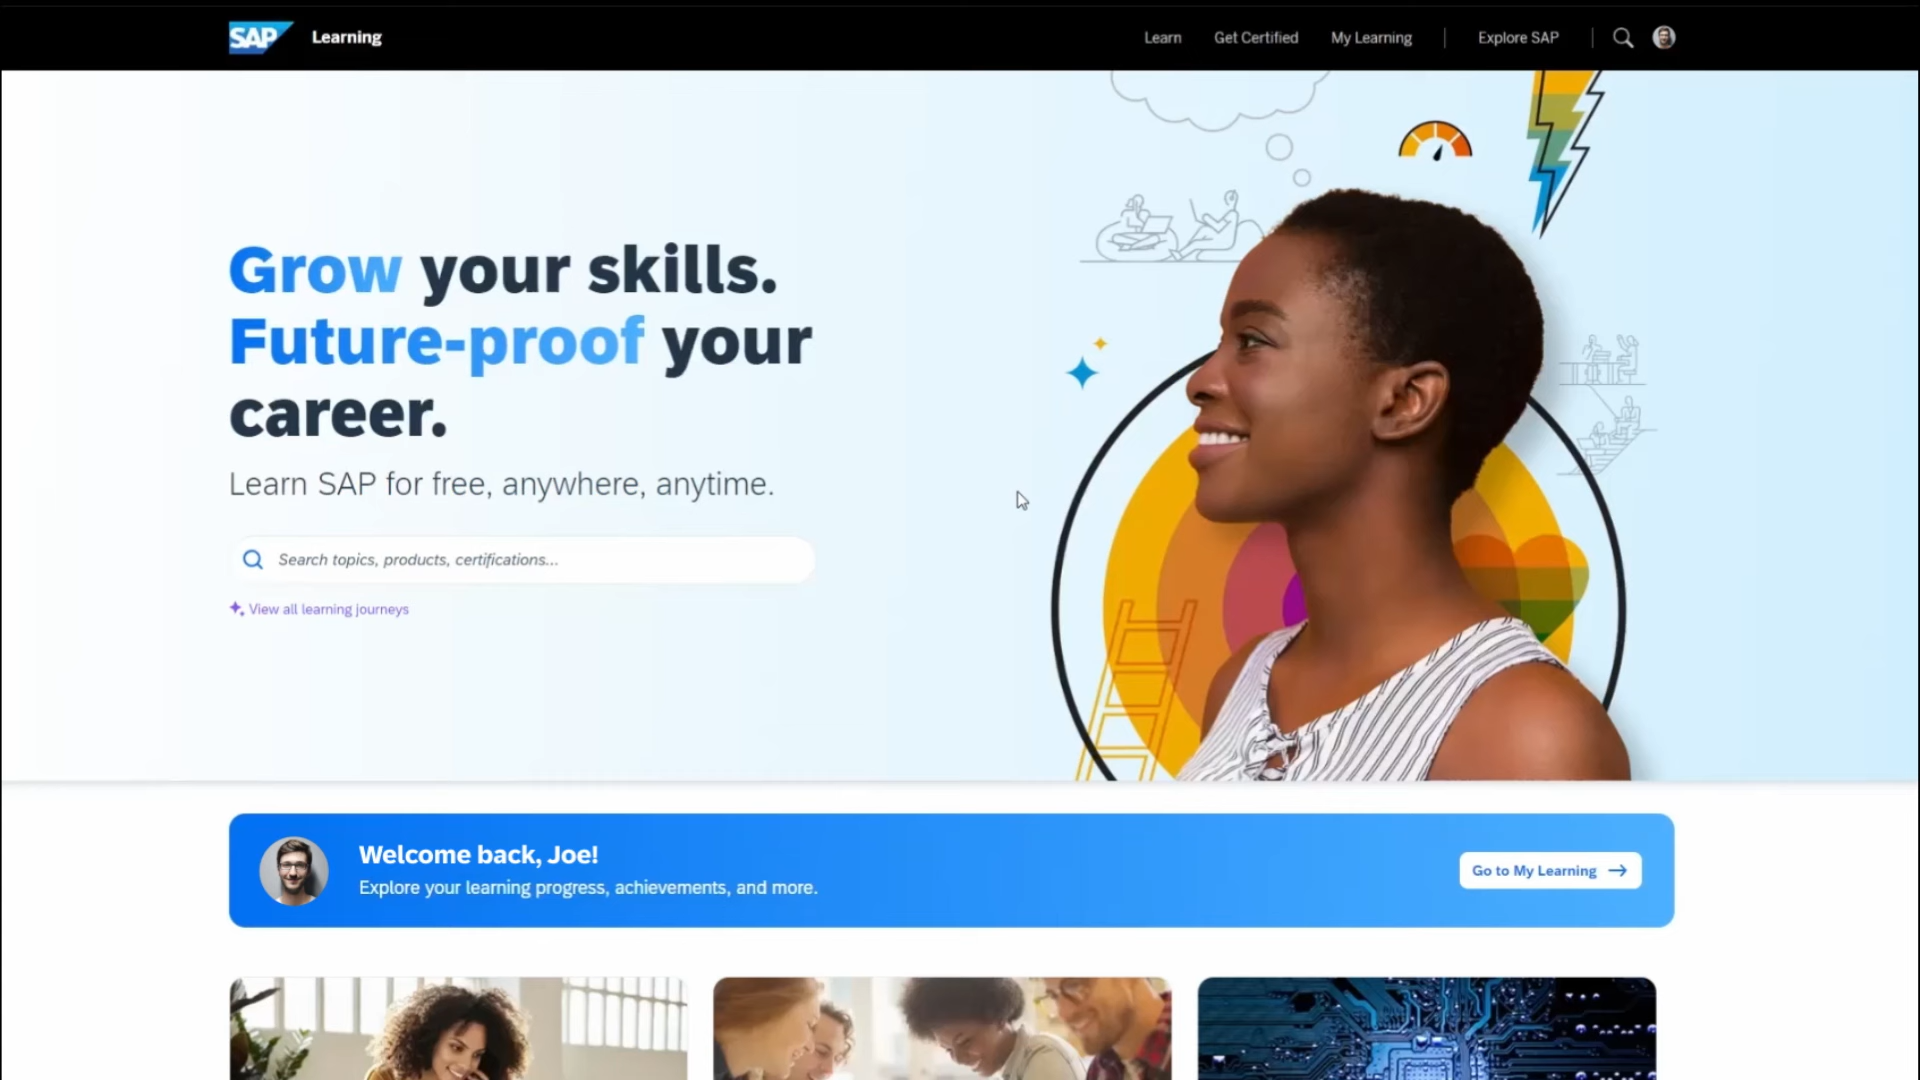 SAP Learning
Learn Get Certified My Learning Explore SAP
Grow your skills.
Future-proof your
career.
Learn SAP for free, anywhere, anytime.
Search topics, products, certifications...
View all learning journeys
Welcome back, Joe!
Explore your learning progress, achievements, and more.
Go to My Learning